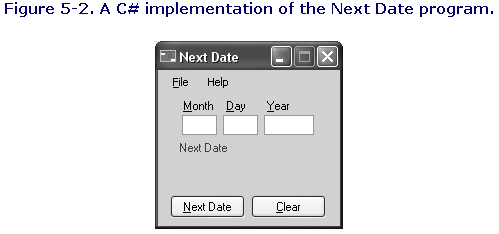 Figure 5-2. A C# implementation of the Next Date program.
Next Date
File Help
Month Day Year
Next Date
Next Date Clear